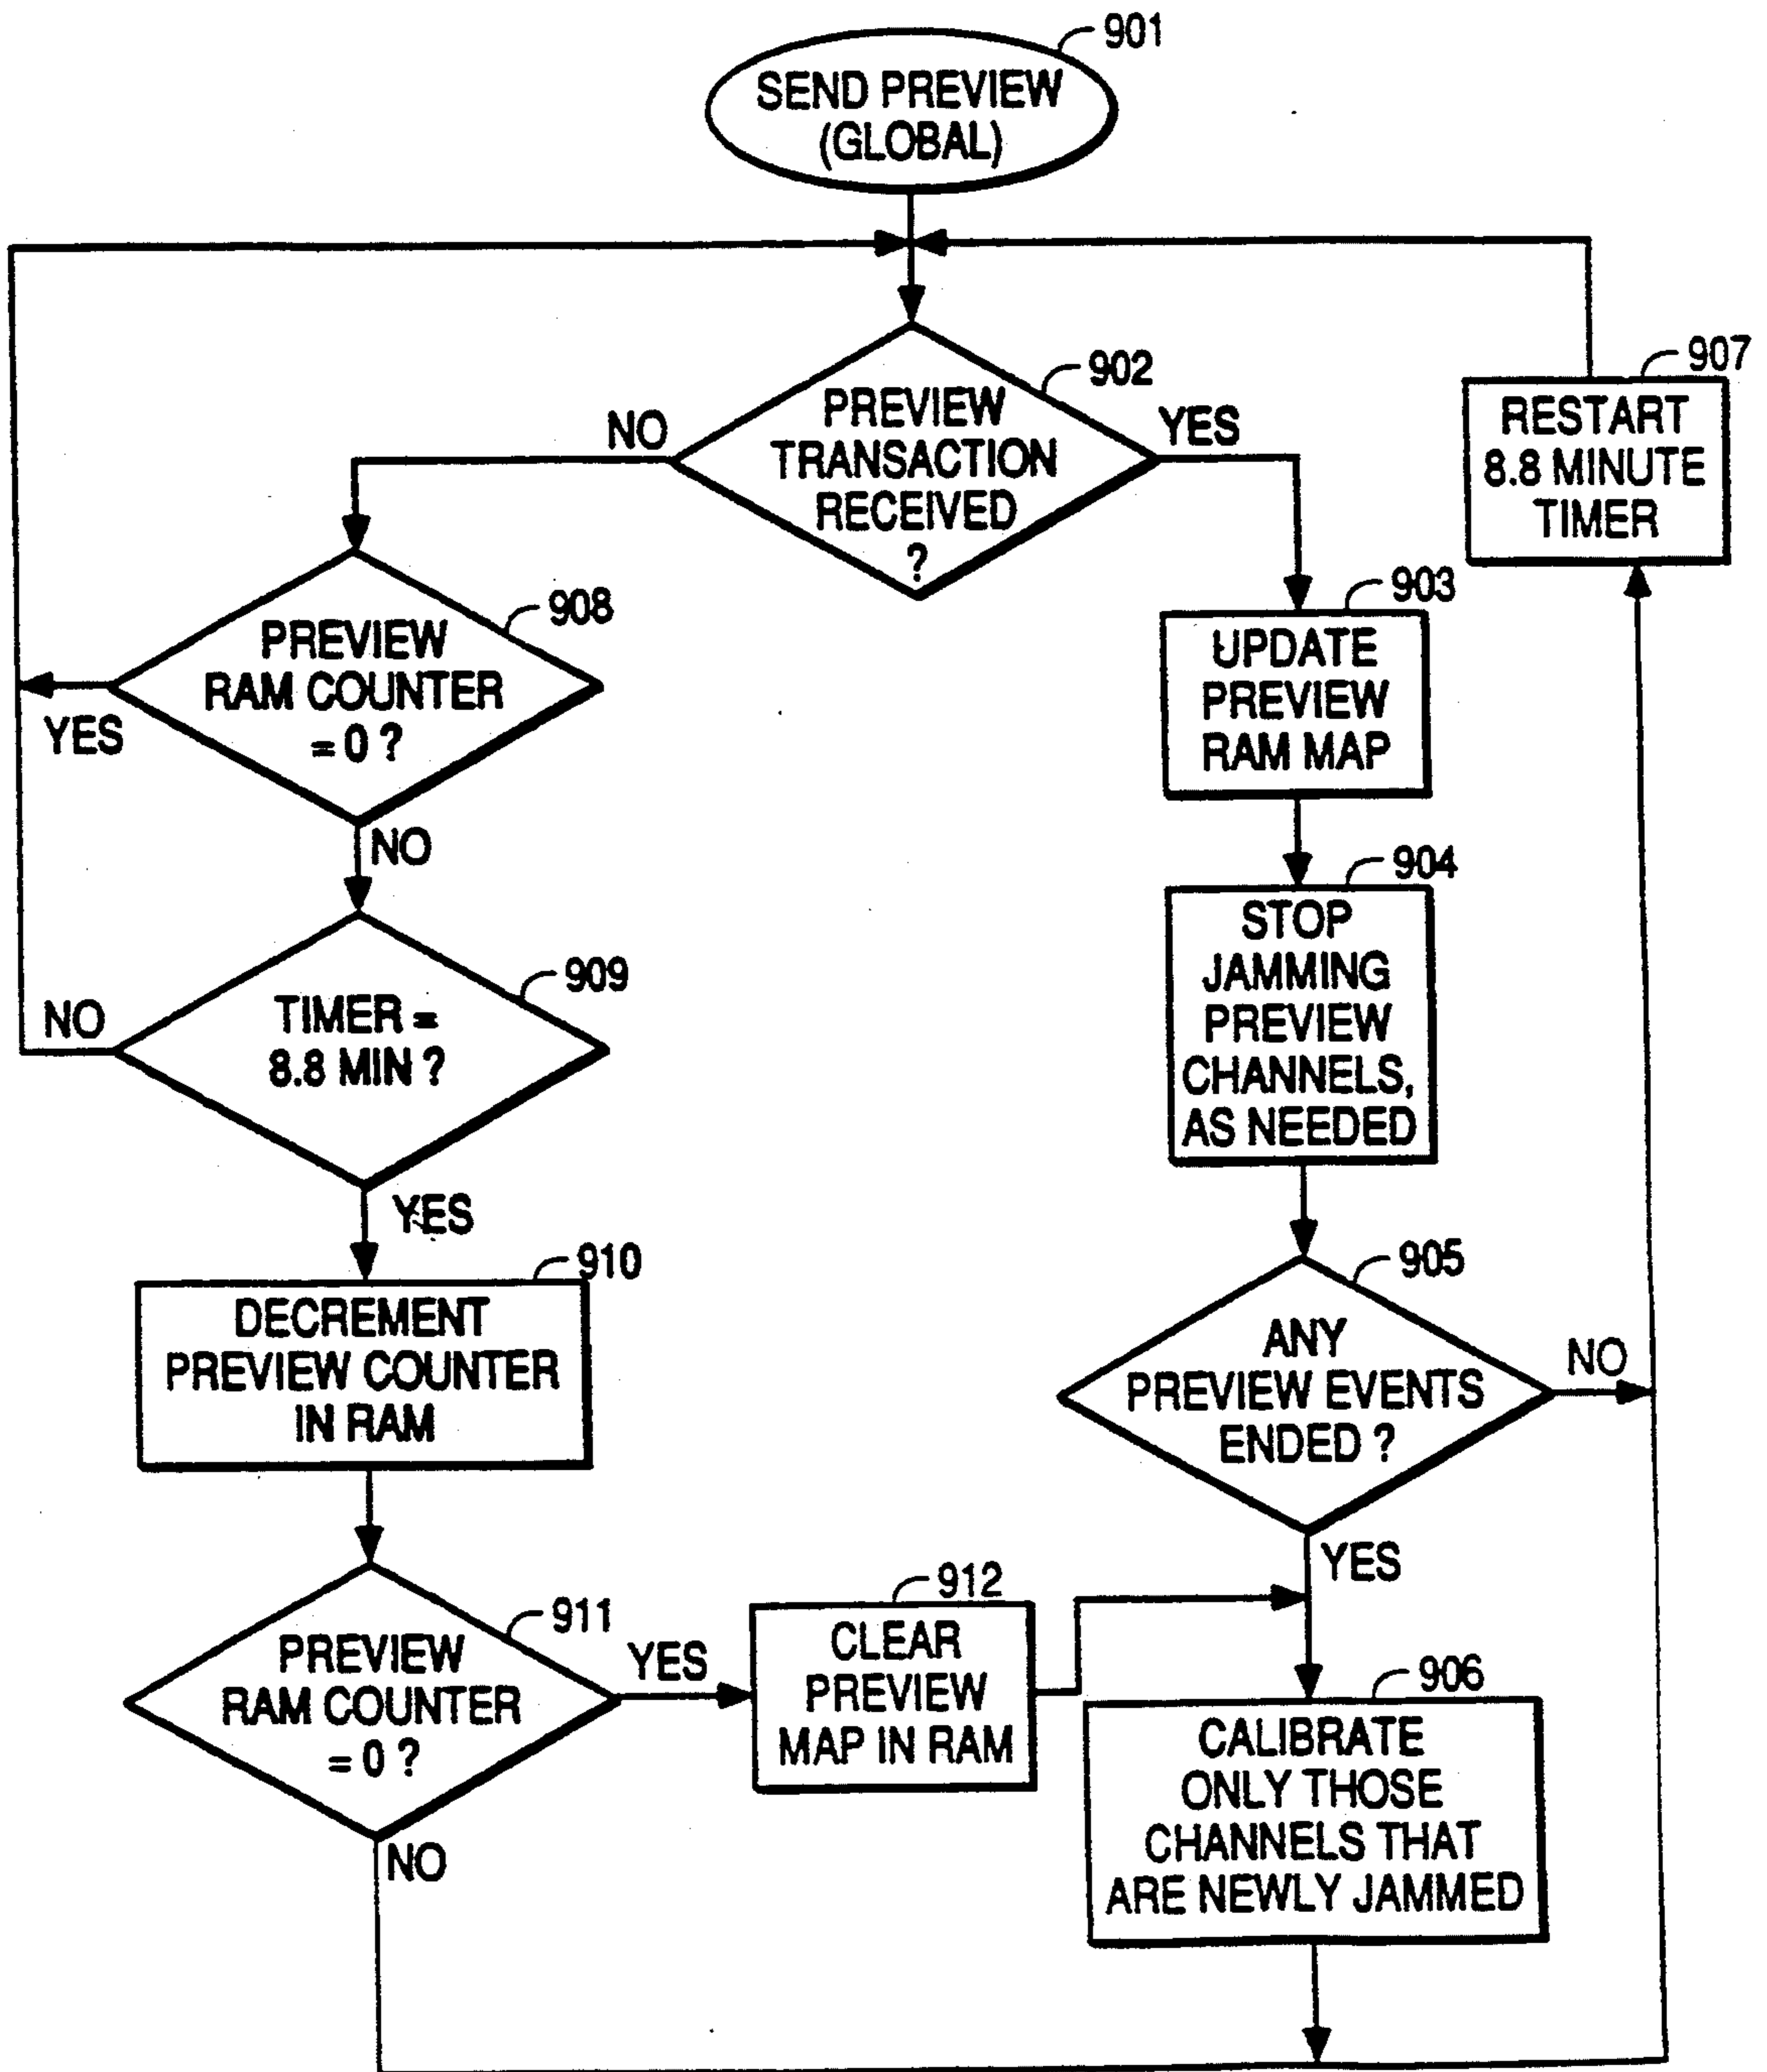 901
SEND PREVIEW
(GLOBAL)
902
PREVIEW
TRANSACTION
RECEIVED
?
NO
YES
907
RESTART
8.8 MINUTE
TIMER
903
UPDATE
PREVIEW
RAM MAP
908
PREVIEW
RAM COUNTER
= 0 ?
YES
NO
904
STOP
JAMMING
PREVIEW
CHANNELS,
AS NEEDED
909
TIMER =
8.8 MIN ?
NO
YES
905
ANY
PREVIEW EVENTS
ENDED ?
NO
YES
910
DECREMENT
PREVIEW COUNTER
IN RAM
911
PREVIEW
RAM COUNTER
= 0 ?
YES
NO
912
CLEAR
PREVIEW
MAP IN RAM
906
CALIBRATE
ONLY THOSE
CHANNELS THAT
ARE NEWLY JAMMED